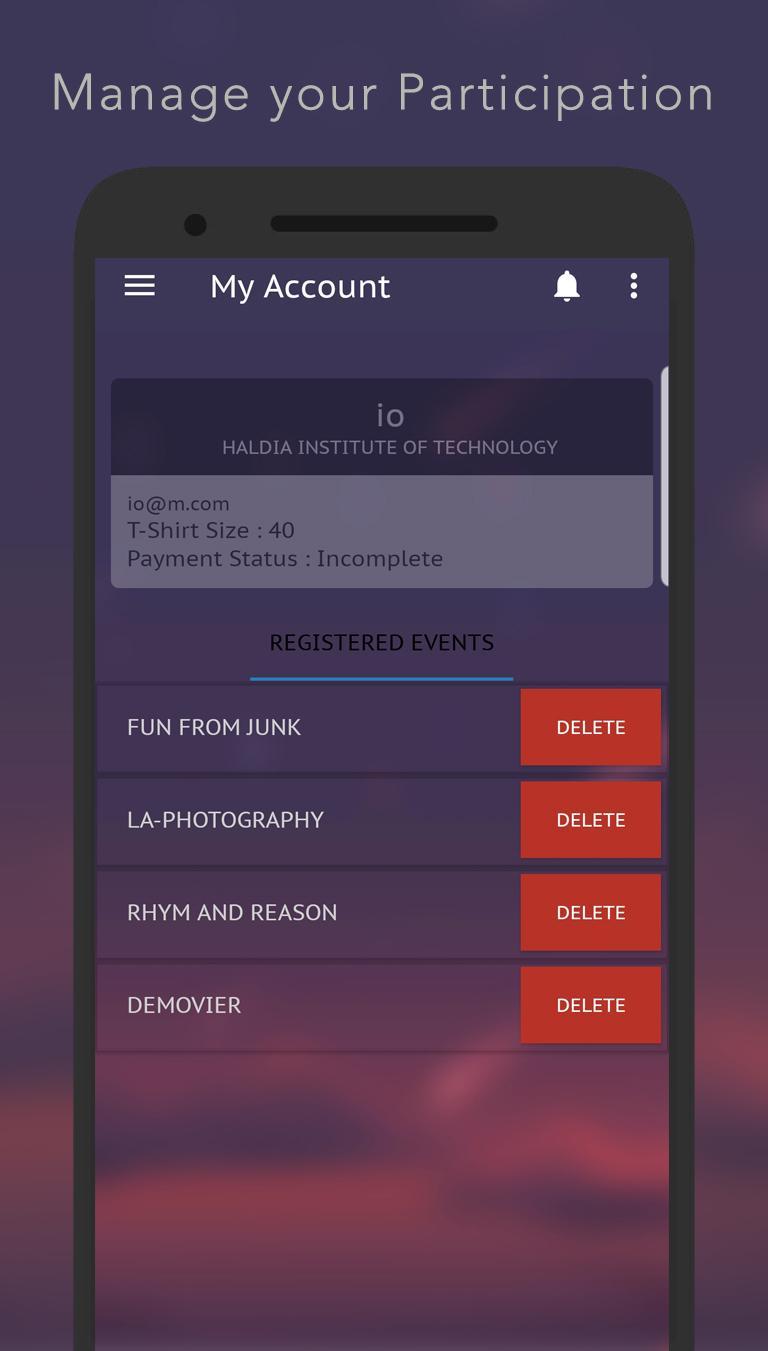 Manage your Participation
My Account
io
HALDIA INSTITUTE OF TECHNOLOGY
io@m.com
T-Shirt Size : 40
Payment Status : Incomplete
REGISTERED EVENTS
FUN FROM JUNK
DELETE
LA-PHOTOGRAPHY
DELETE
RHYM AND REASON
DELETE
DEMOVIER
DELETE